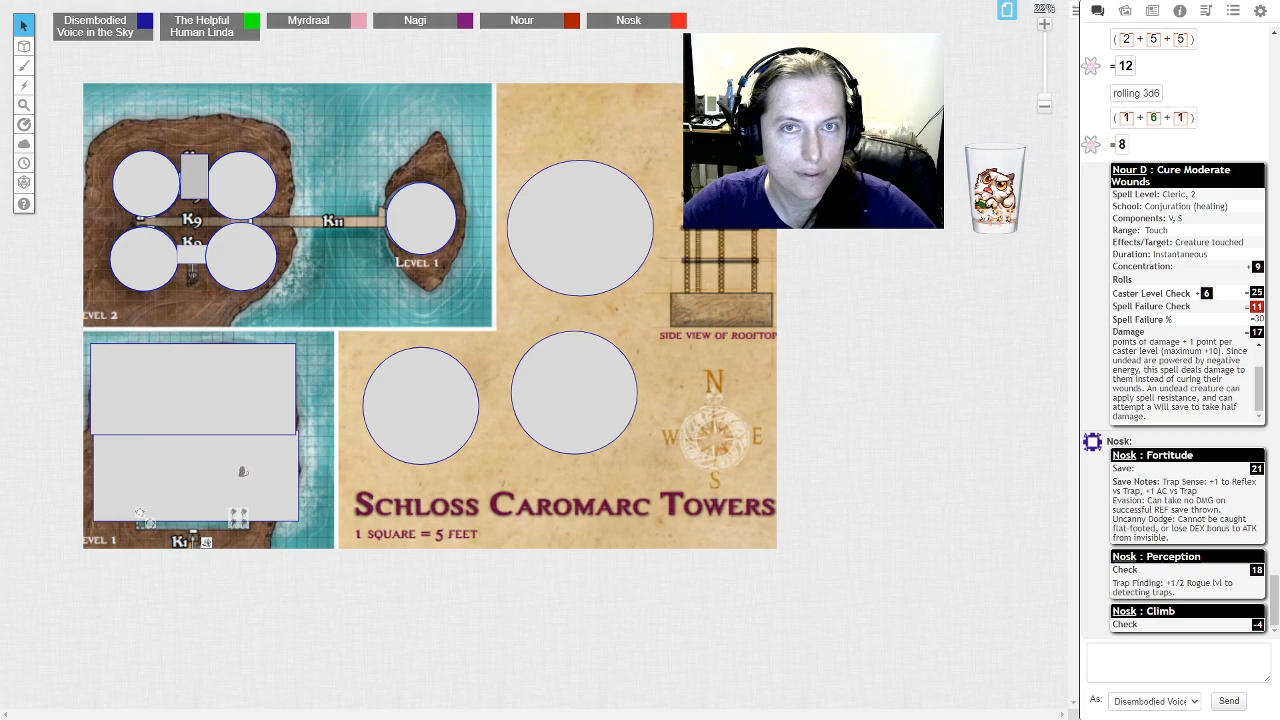 Disembodied
Voice in the Sky
The Helpful
Human Linda
Myrdraal
Nagi
Nour
Nosk
22%
K9
K11
LEVEL 1
EVEL 2
SIDE VIEW OF ROOFTOP
N
W E
S
SCHLOSS CAROMARC TOWERS
1 SQUARE = 5 FEET
EVEL 1
K1
( 2 + 5 + 5 )
= 12
rolling 3d6
( 1 + 6 + 1 )
= 8
Nour D : Cure Moderate
Wounds
Spell Level: Cleric, 2
School: Conjuration (healing)
Components: V, S
Range: Touch
Effects/Target: Creature touched
Duration: Instantaneous
Concentration: + 9
Rolls
Caster Level Check + 6 = 25
Spell Failure Check = 11
Spell Failure % =30
Damage = 17
points of damage + 1 point per
caster level (maximum +10). Since
undead are powered by negative
energy, this spell deals damage to
them instead of curing their
wounds. An undead creature can
apply spell resistance, and can
attempt a Will save to take half
damage.
Nosk:
Nosk : Fortitude
Save: 21
Save Notes: Trap Sense: +1 to Reflex
vs Trap, +1 AC vs Trap
Evasion: Can take no DMG on
successful REF save thrown.
Uncanny Dodge: Cannot be caught
flat-footed, or lose DEX bonus to ATK
from invisible.
Nosk : Perception
Check 18
Trap Finding: +1/2 Rogue lvl to
detecting traps.
Nosk : Climb
Check -4
As: Disembodied Voice Send